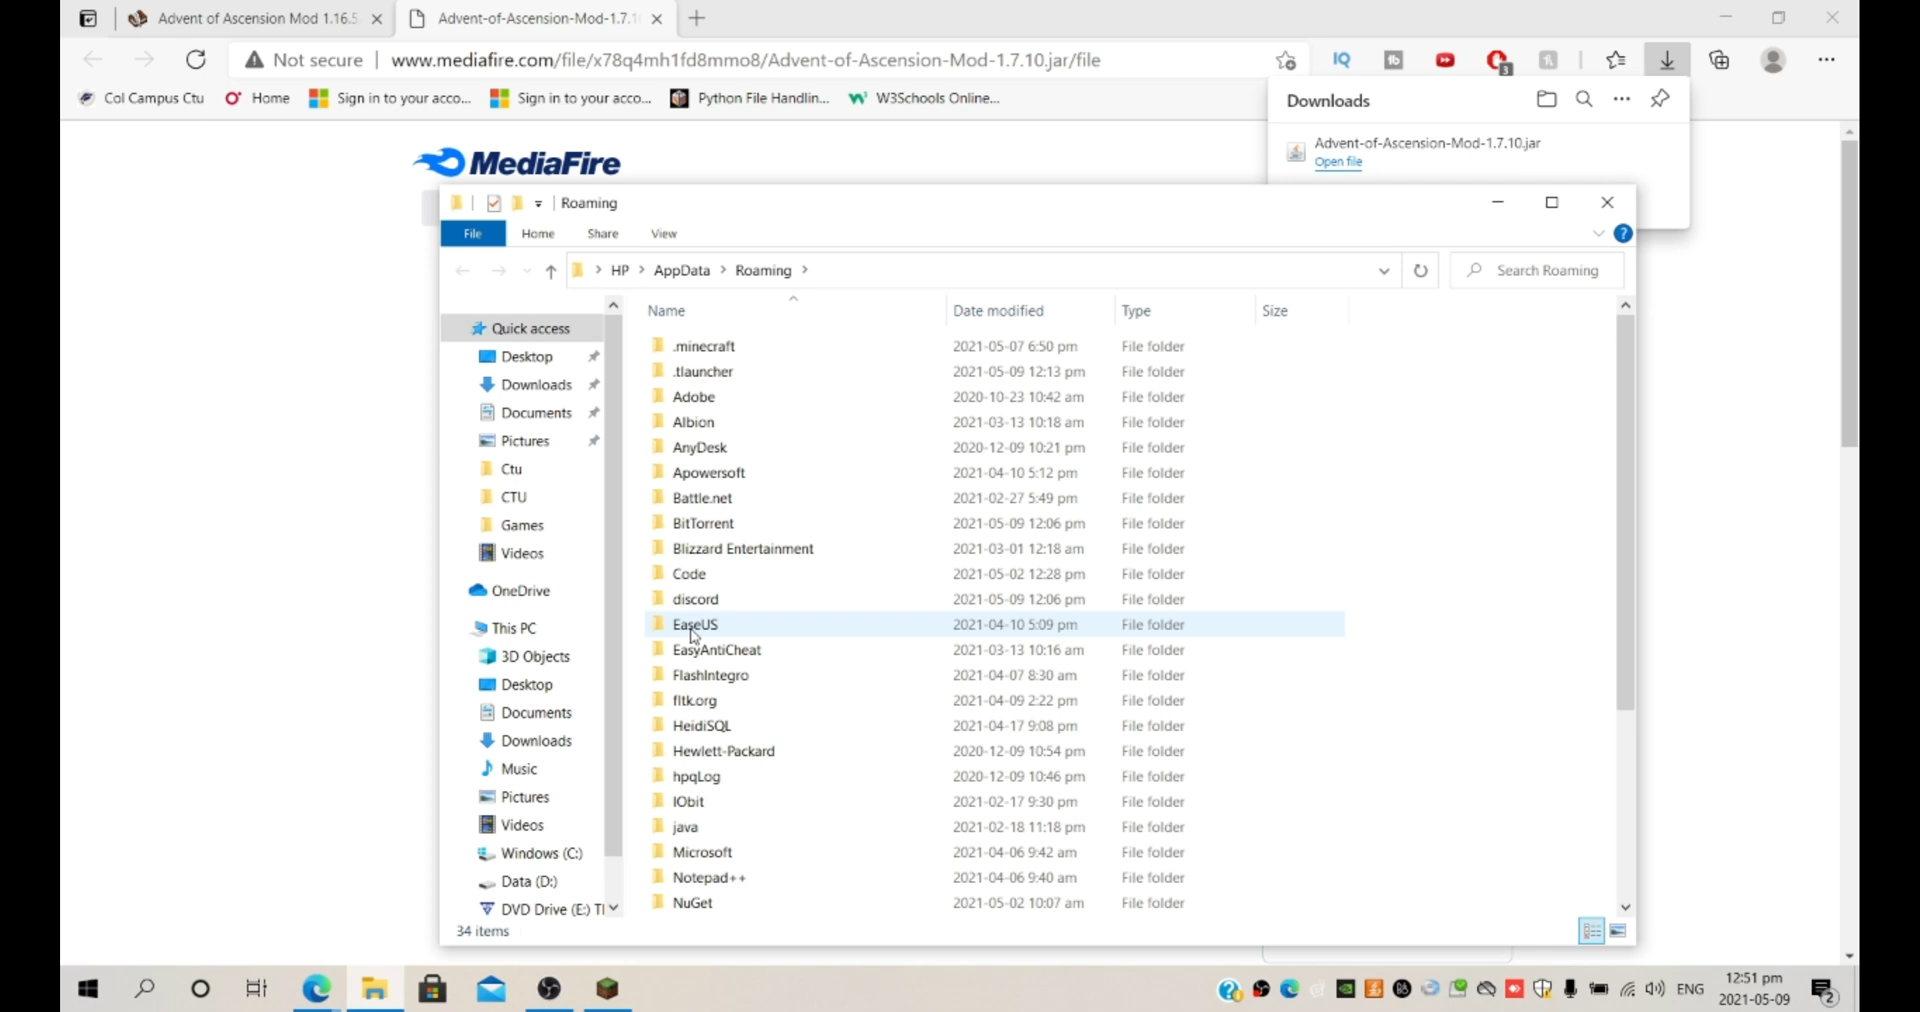 Advent of Ascension Mod 1.16.5
Advent-of-Ascension-Mod-1.7.1
Not secure | www.mediafire.com/file/x78q4mh1fd8mmo8/Advent-of-Ascension-Mod-1.7.10.jar/file
IQ
3
Col Campus Ctu
Home
Sign in to your acco...
Sign in to your acco...
Python File Handlin...
W3Schools Online...
Downloads
Advent-of-Ascension-Mod-1.7.10.jar
Open file
MediaFire
Roaming
File
Home
Share
View
HP > AppData > Roaming >
Search Roaming
Name
Date modified
Type
Size
Quick access
Desktop
Downloads
Documents
Pictures
Ctu
CTU
Games
Videos
OneDrive
This PC
3D Objects
Desktop
Documents
Downloads
Music
Pictures
Videos
Windows (C:)
Data (D:)
DVD Drive (E:) TI
.minecraft 2021-05-07 6:50 pm File folder
.tlauncher 2021-05-09 12:13 pm File folder
Adobe 2020-10-23 10:42 am File folder
Albion 2021-03-13 10:18 am File folder
AnyDesk 2020-12-09 10:21 pm File folder
Apowersoft 2021-04-10 5:12 pm File folder
Battle.net 2021-02-27 5:49 pm File folder
BitTorrent 2021-05-09 12:06 pm File folder
Blizzard Entertainment 2021-03-01 12:18 am File folder
Code 2021-05-02 12:28 pm File folder
discord 2021-05-09 12:06 pm File folder
EaseUS 2021-04-10 5:09 pm File folder
EasyAntiCheat 2021-03-13 10:16 am File folder
FlashIntegro 2021-04-07 8:30 am File folder
fltk.org 2021-04-09 2:22 pm File folder
HeidiSQL 2021-04-17 9:08 pm File folder
Hewlett-Packard 2020-12-09 10:54 pm File folder
hpqLog 2020-12-09 10:46 pm File folder
IObit 2021-02-17 9:30 pm File folder
java 2021-02-18 11:18 pm File folder
Microsoft 2021-04-06 9:42 am File folder
Notepad++ 2021-04-06 9:40 am File folder
NuGet 2021-05-02 10:07 am File folder
34 items
ENG
12:51 pm
2021-05-09
2